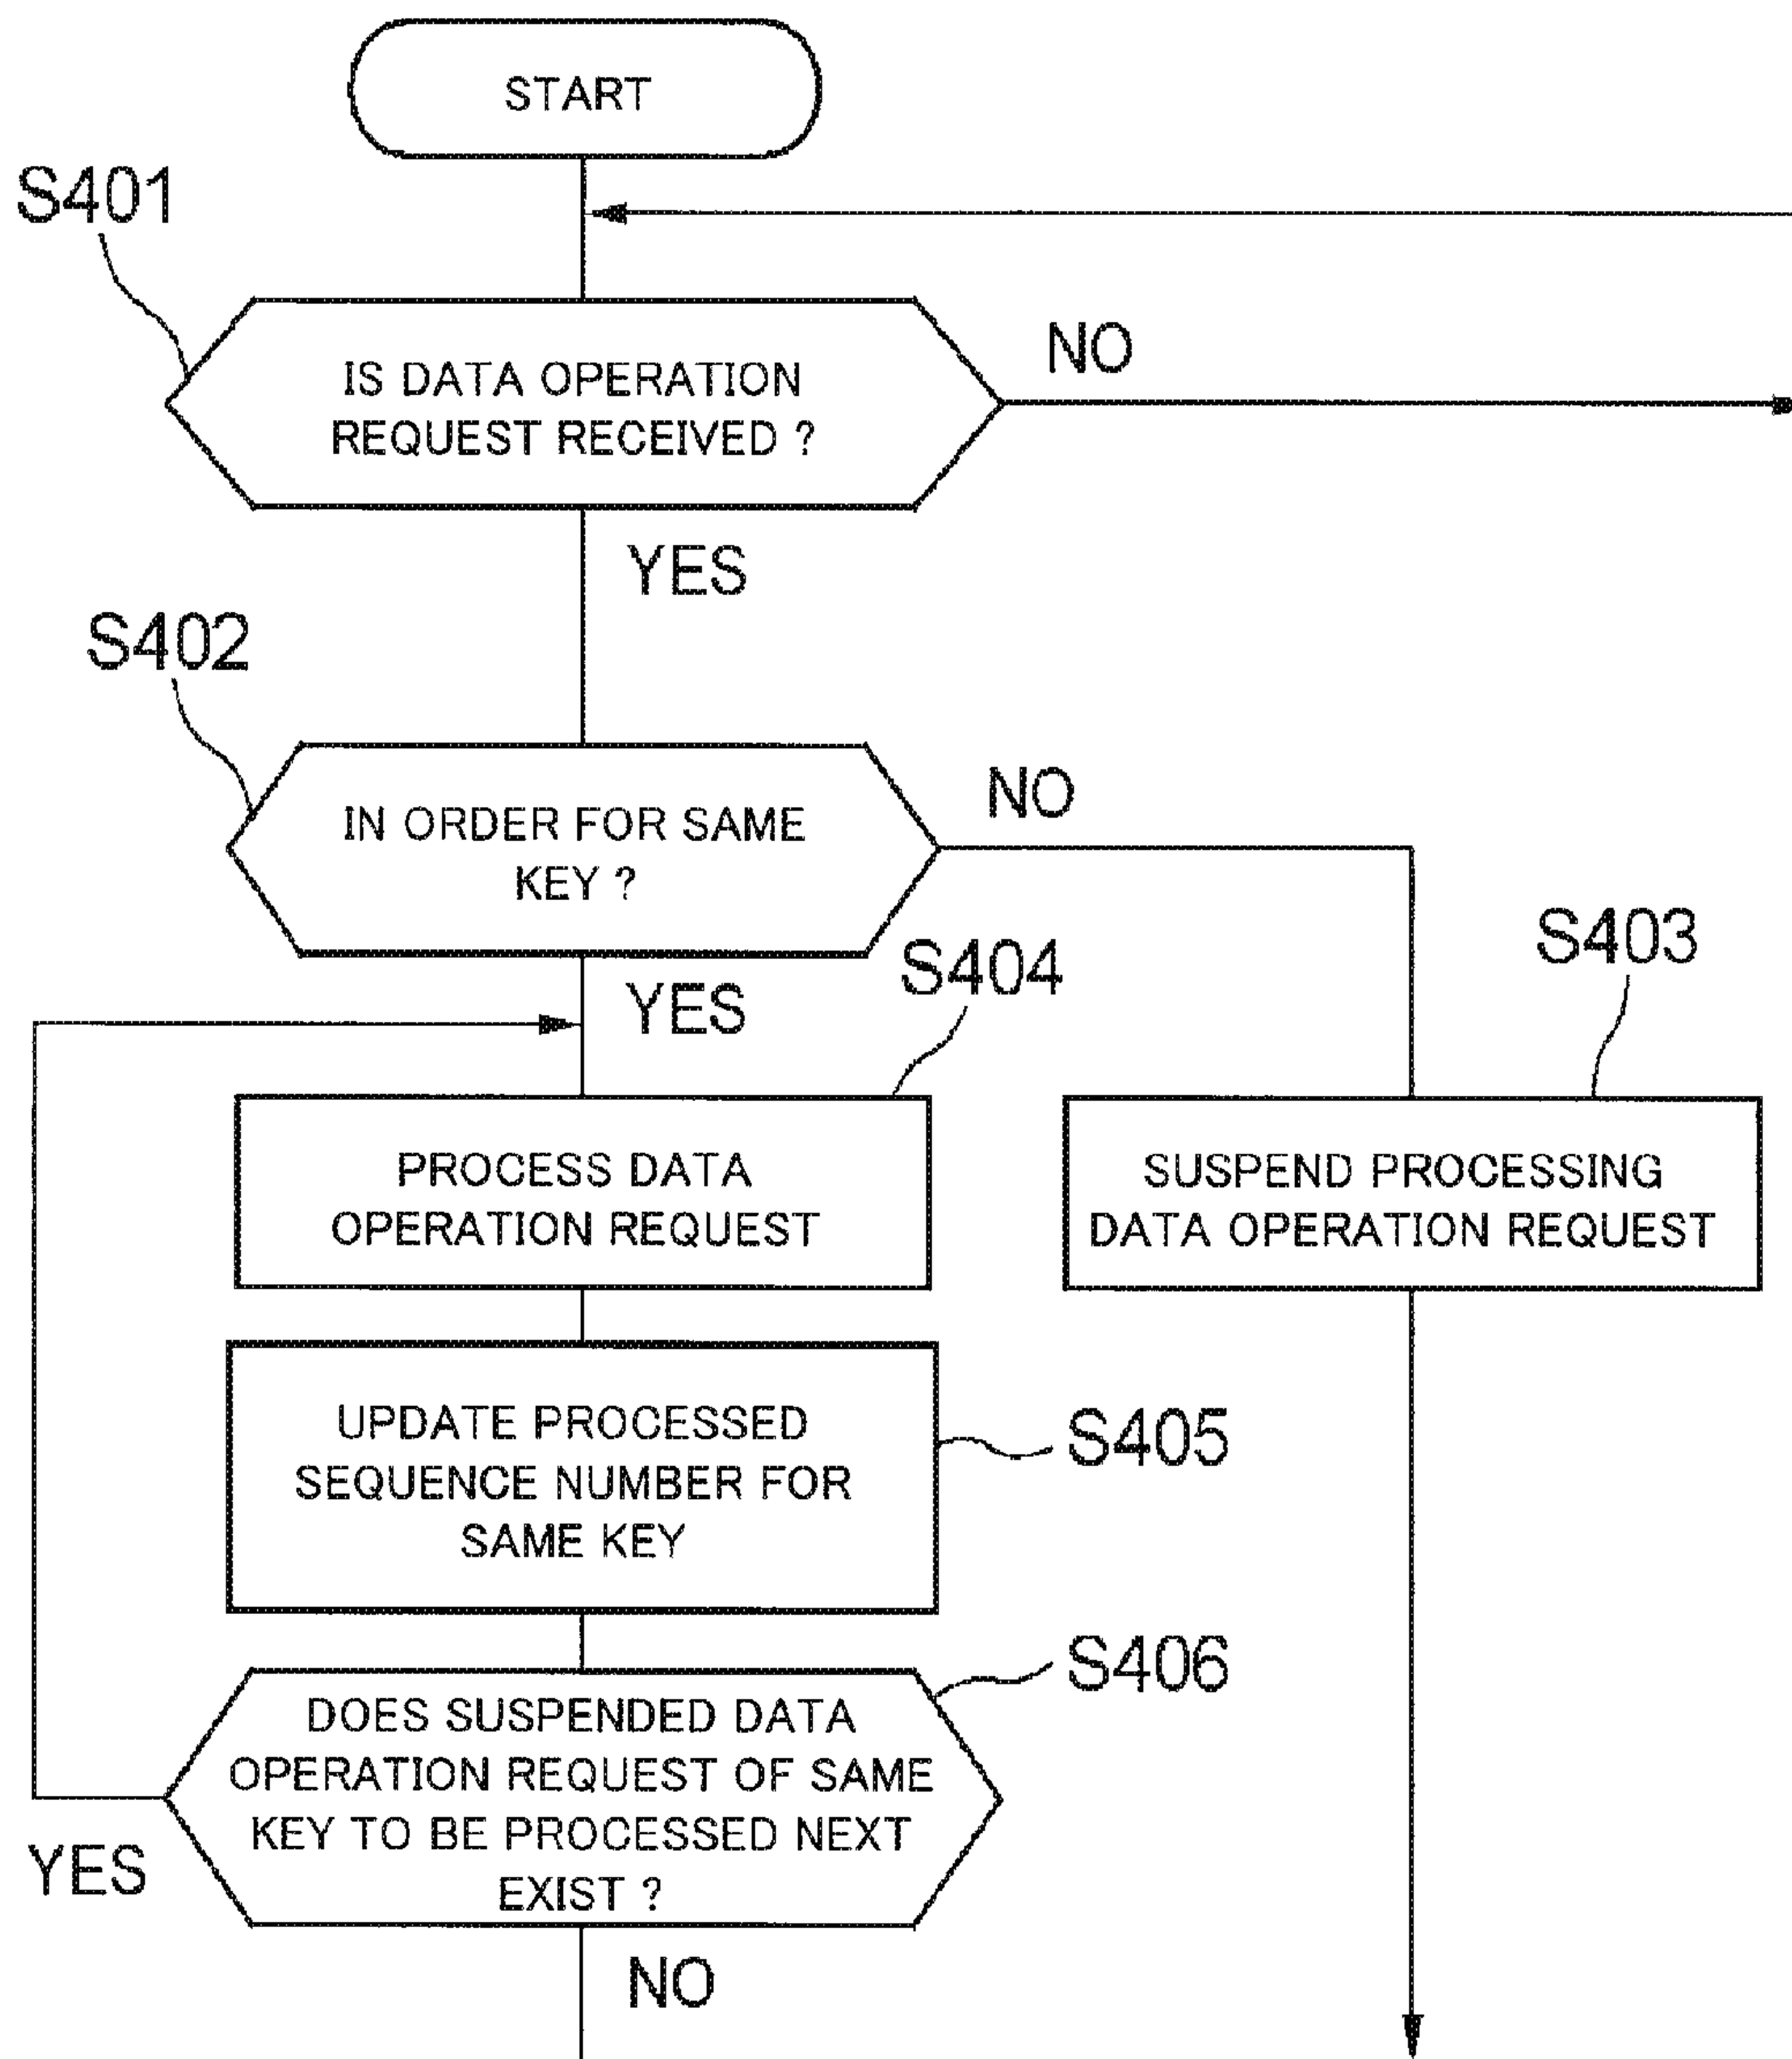 START
S401
IS DATA OPERATION
REQUEST RECEIVED ?
NO
YES
S402
IN ORDER FOR SAME
KEY ?
NO
YES
S404
S403
PROCESS DATA
OPERATION REQUEST
SUSPEND PROCESSING
DATA OPERATION REQUEST
UPDATE PROCESSED
SEQUENCE NUMBER FOR
SAME KEY
S405
S406
DOES SUSPENDED DATA
OPERATION REQUEST OF SAME
KEY TO BE PROCESSED NEXT
EXIST ?
YES
NO